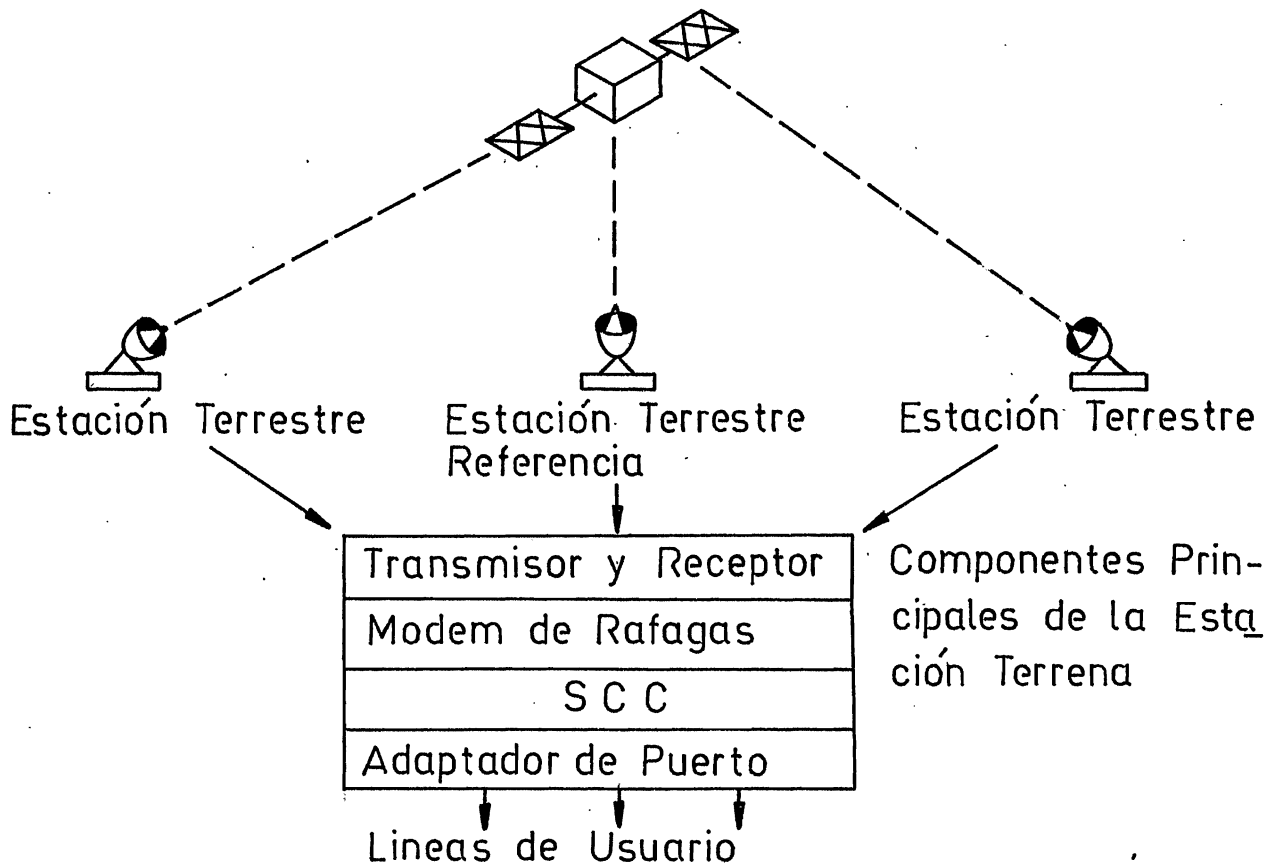 Estación Terrestre
Estación Terrestre
Referencia
Estación Terrestre
Transmisor y Receptor
Modem de Rafagas
S C C
Adaptador de Puerto
Componentes Prin-
cipales de la Esta
ción Terrena
Lineas de Usuario